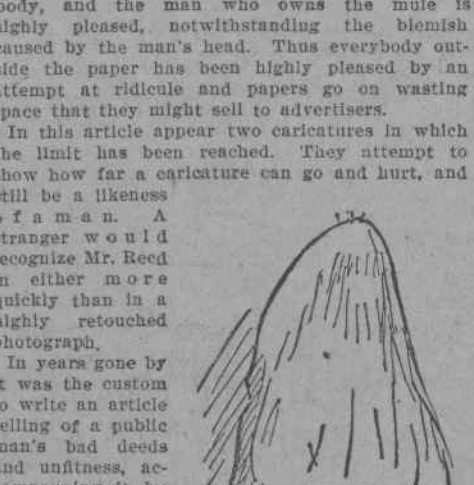 body, and the man who owns the mule is
highly pleased, notwithstanding the blemish
caused by the man's head. Thus everybody out-
side the paper has been highly pleased by an
attempt at ridicule and papers go on wasting
space that they might sell to advertisers.
In this article appear two caricatures in which
the limit has been reached. They attempt to
show how far a caricature can go and hurt, and
still be a likeness
of a man. A
stranger would
recognize Mr. Reed
in either more
quickly than in a
highly retouched
photograph.
In years gone by
it was the custom
to write an article
telling of a public
man's bad deeds
and unfitness, ac-